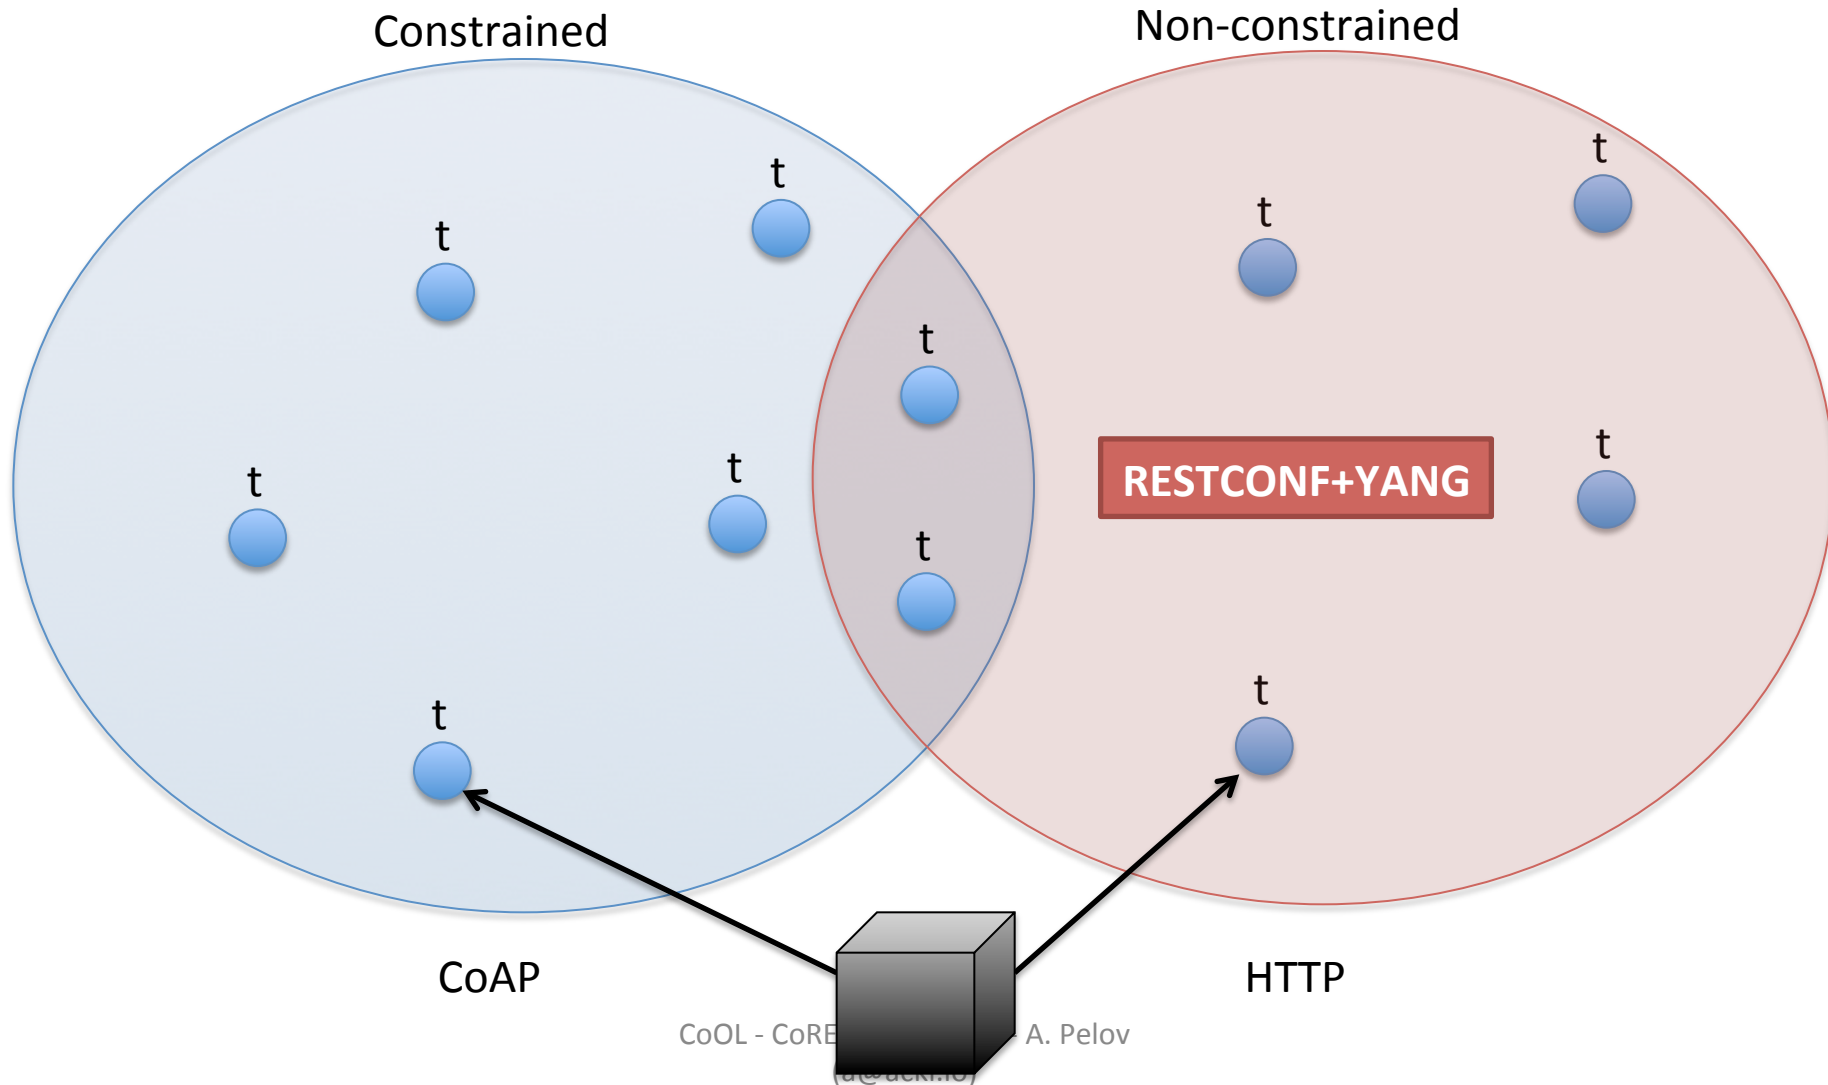 Constrained
Non-constrained
t
t
t
t
t
t
t
t
RESTCONF+YANG
t
t
t
t
t
CoAP
HTTP
CoOL - CoRE
A. Pelov